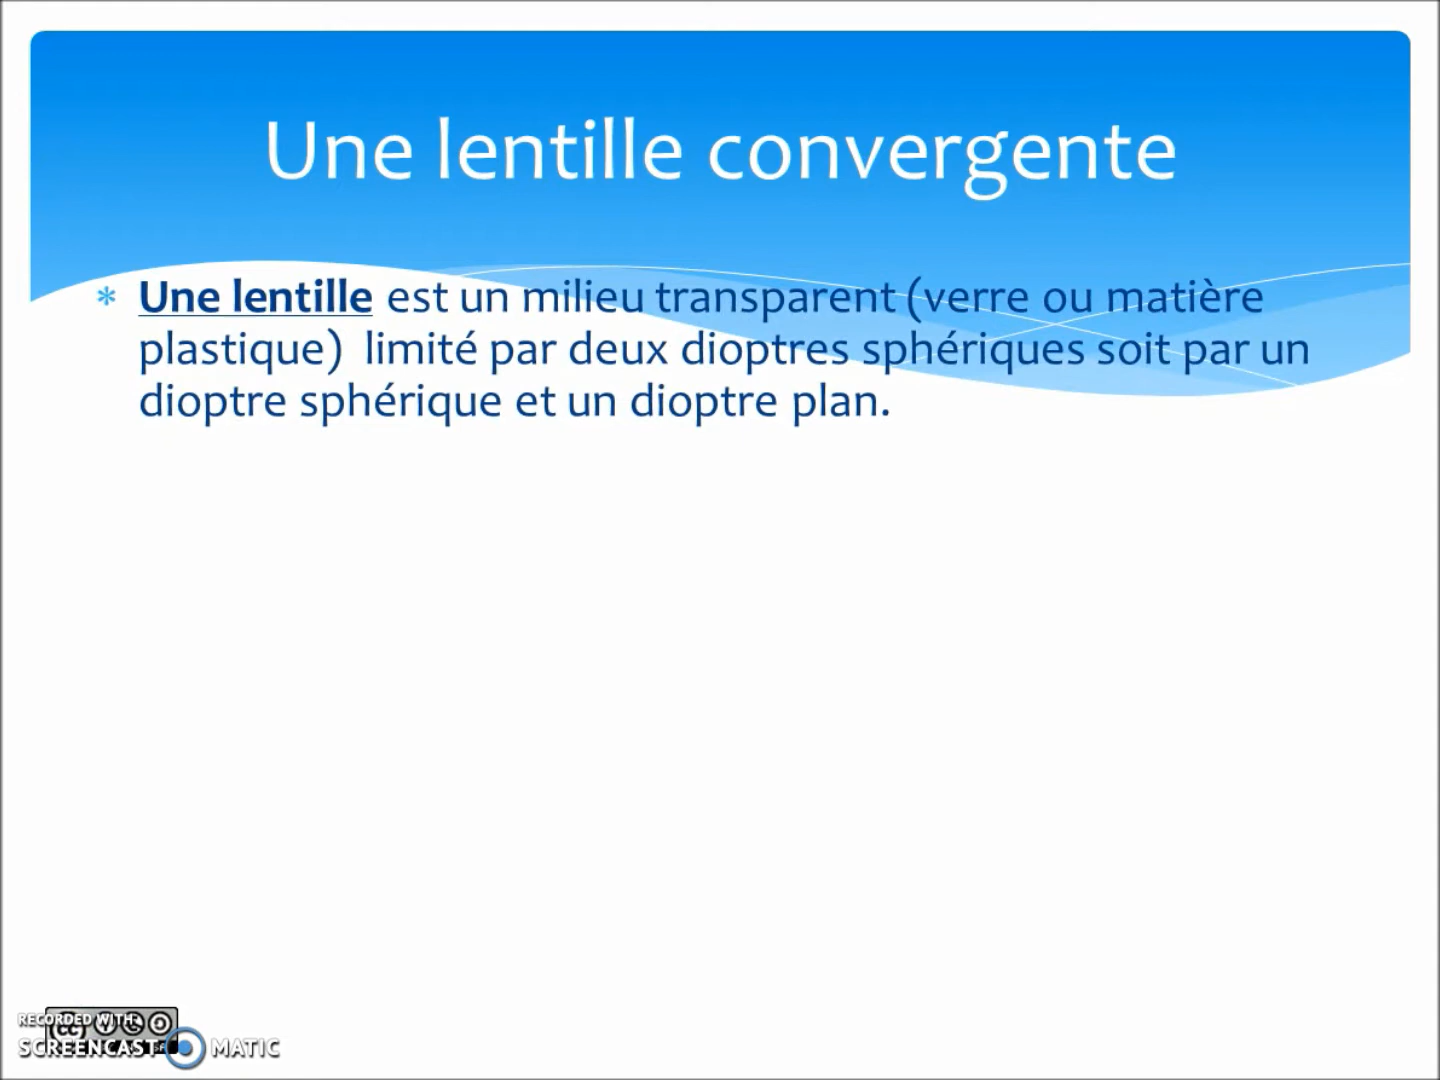 Une lentille convergente
* Une lentille est un milieu transparent (verre ou matière
plastique)  limité par deux dioptres sphériques soit par un
dioptre sphérique et un dioptre plan.
RECORDED WITH
SCREENCAST MATIC